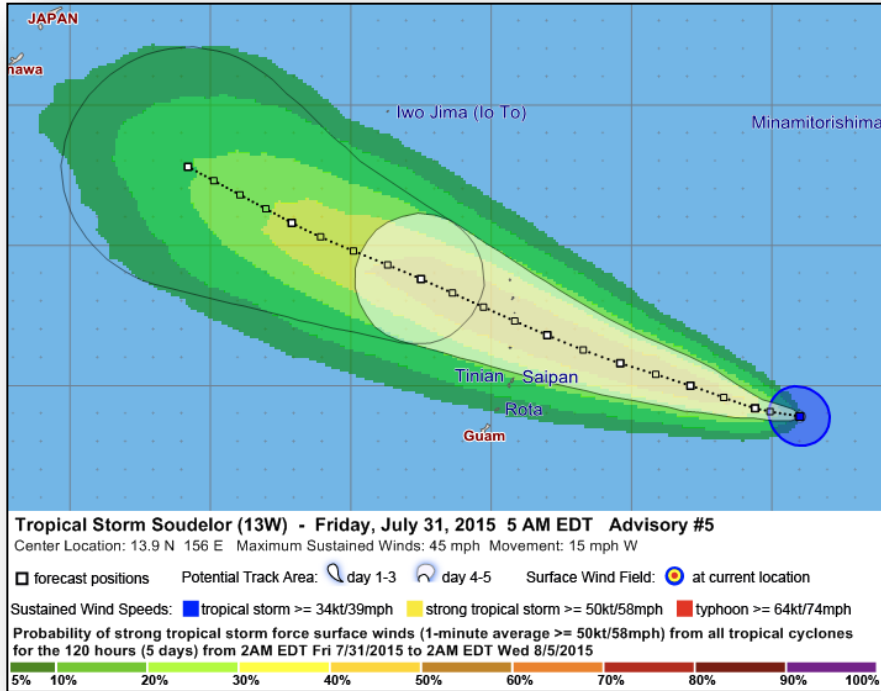 JAPAN
nawa
Iwo Jima (Io To)
Minamitorishima
Tinian
Saipan
Rota
Guam
Tropical Storm Soudelor (13W) - Friday, July 31, 2015 5 AM EDT Advisory #5
Center Location: 13.9 N 156 E Maximum Sustained Winds: 45 mph Movement: 15 mph W
forecast positions Potential Track Area: day 1-3 day 4-5 Surface Wind Field: at current location
Sustained Wind Speeds: tropical storm >= 34kt/39mph strong tropical storm >= 50kt/58mph typhoon >= 64kt/74mph
Probability of strong tropical storm force surface winds (1-minute average >= 50kt/58mph) from all tropical cyclones
for the 120 hours (5 days) from 2AM EDT Fri 7/31/2015 to 2AM EDT Wed 8/5/2015
5% 10% 20% 30% 40% 50% 60% 70% 80% 90% 100%